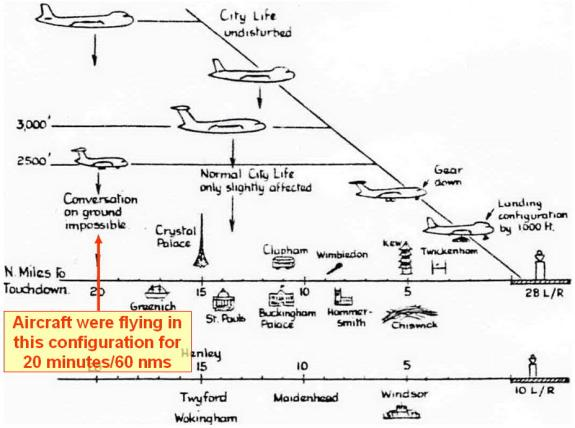 City Life
undisturbed
3,000'
2500'
Normal City Life
only slightly affected
Gear
down
Conversation
on ground
impossible
Landing
configuration
by 1000 ft.
Crystal
Palace
Clapham
Wimbledon
Kew
Twickenham
N. Miles to
Touchdown.
20
15
10
5
28 L/R
Greenich
St. Pauls
Buckingham
Palace
Hammer-
smith
Chiswick
Aircraft were flying in
this configuration for
20 minutes/60 nms
Henley
15
10
5
10 L/R
Twyford
Wokingham
Maidenhead
Windsor